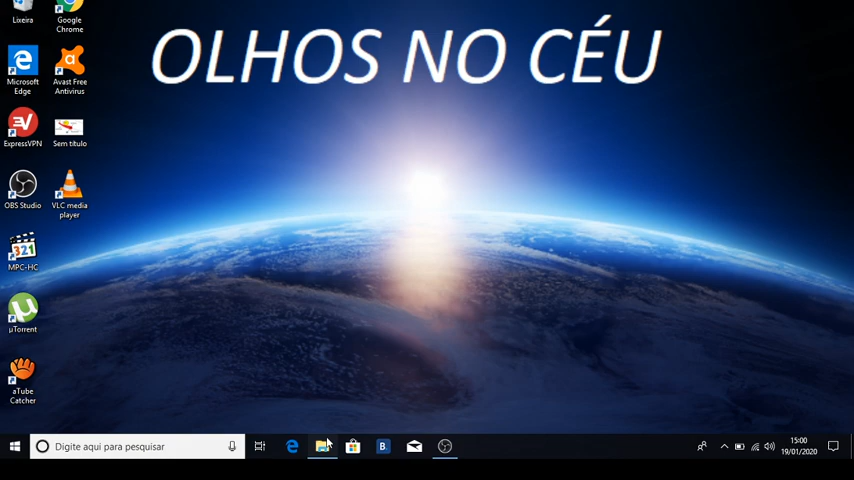 OLHOS NO CÉU
Lixeira
Google
Chrome
Microsoft
Edge
Avast Free
Antivirus
ExpressVPN
Sem título
OBS Studio
VLC media
player
321
MPC-HC
µTorrent
aTube
Catcher
Digite aqui para pesquisar
B.
15:00
19/01/2020